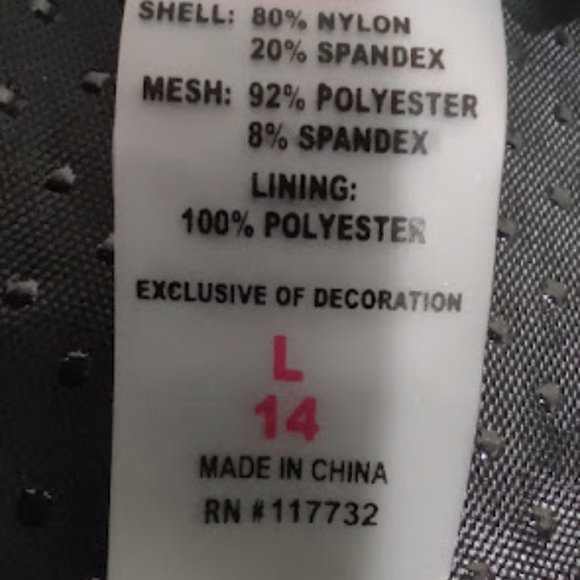 SHELL: 80% NYLON
20% SPANDEX
MESH: 92% POLYESTER
8% SPANDEX
LINING:
100% POLYESTER
EXCLUSIVE OF DECORATION
L
14
MADE IN CHINA
RN #117732